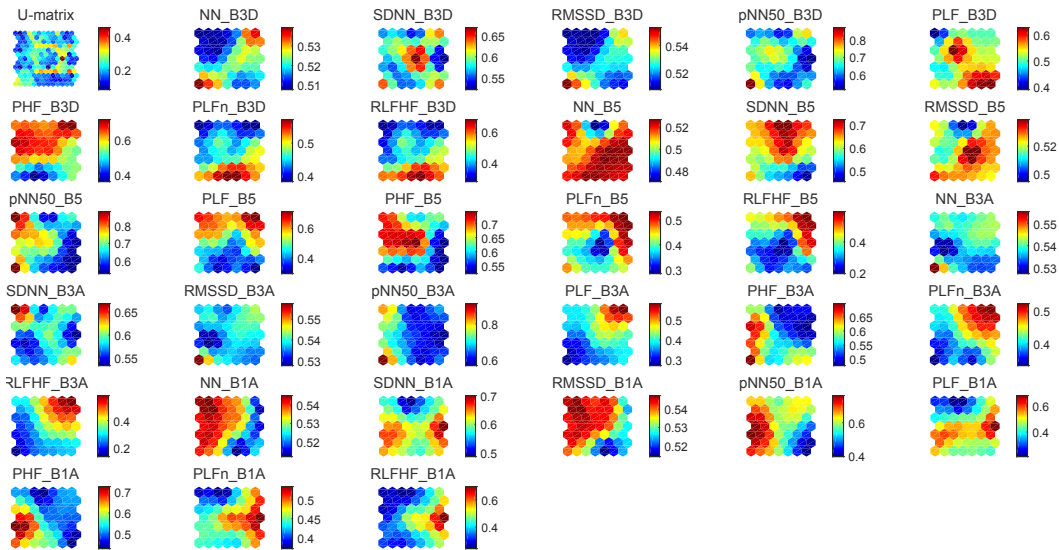 U-matrix NN_B3D SDNN_B3D RMSSD_B3D pNN50_B3D PLF_B3D
0.4 0.2 0.53 0.52 0.51 0.65 0.6 0.55 0.54 0.52 0.8 0.7 0.6 0.6 0.5 0.4
PHF_B3D PLFn_B3D RLFHF_B3D NN_B5 SDNN_B5 RMSSD_B5
0.6 0.4 0.5 0.4 0.6 0.4 0.52 0.5 0.48 0.7 0.6 0.5 0.52 0.5
pNN50_B5 PLF_B5 PHF_B5 PLFn_B5 RLFHF_B5 NN_B3A
0.8 0.7 0.6 0.6 0.4 0.7 0.65 0.6 0.55 0.5 0.4 0.3 0.4 0.2 0.55 0.54 0.53
SDNN_B3A RMSSD_B3A pNN50_B3A PLF_B3A PHF_B3A PLFn_B3A
0.65 0.6 0.55 0.55 0.54 0.53 0.8 0.6 0.5 0.4 0.3 0.65 0.6 0.55 0.5 0.5 0.4
RLFHF_B3A NN_B1A SDNN_B1A RMSSD_B1A pNN50_B1A PLF_B1A
0.4 0.2 0.54 0.53 0.52 0.7 0.6 0.5 0.54 0.53 0.52 0.6 0.4 0.6 0.4
PHF_B1A PLFn_B1A RLFHF_B1A
0.7 0.6 0.5 0.5 0.45 0.4 0.6 0.4